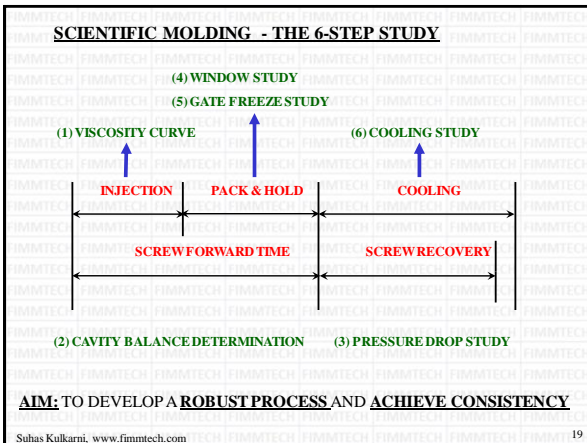 SCIENTIFIC MOLDING - THE 6-STEP STUDY
(4) WINDOW STUDY
(5) GATE FREEZE STUDY
(1) VISCOSITY CURVE (6) COOLING STUDY
INJECTION PACK & HOLD COOLING
SCREW FORWARD TIME SCREW RECOVERY
(2) CAVITY BALANCE DETERMINATION (3) PRESSURE DROP STUDY
AIM: TO DEVELOP A ROBUST PROCESS AND ACHIEVE CONSISTENCY
Suhas Kulkarni, www.fimmtech.com 19